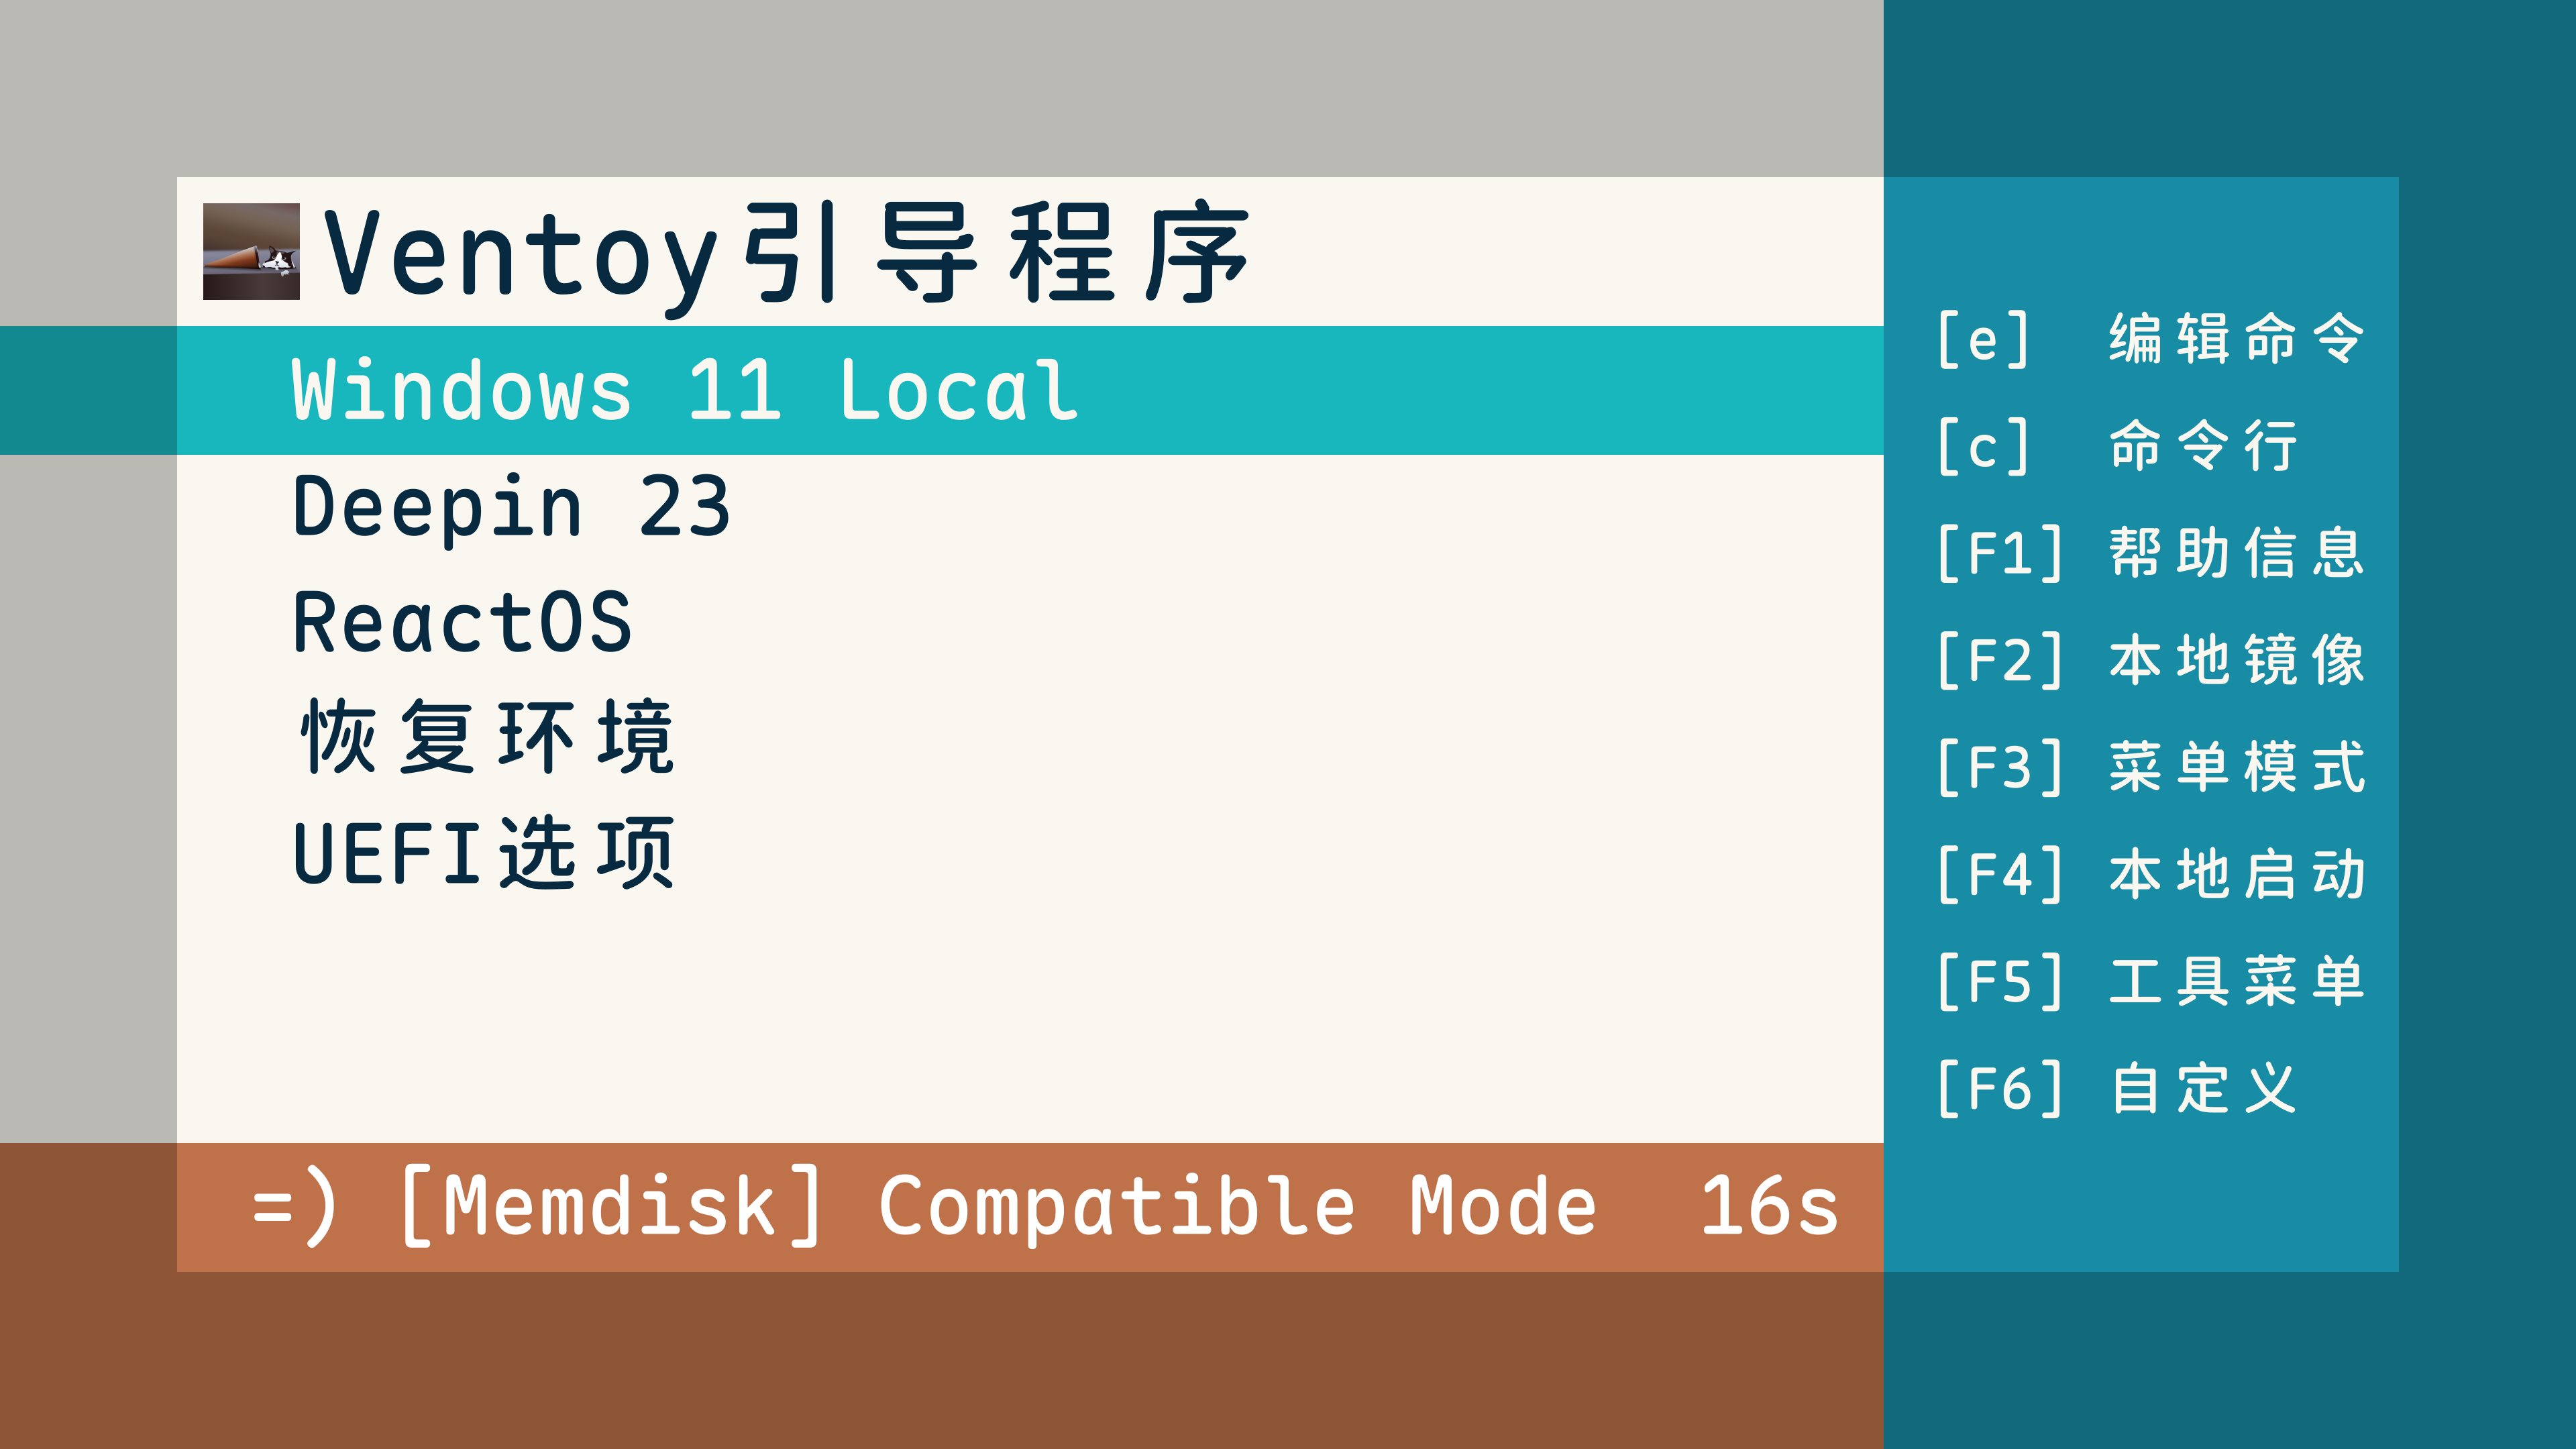 Ventoy引导程序
Windows 11 Local
Deepin 23
ReactOS
恢复环境
UEFI选项
=) [Memdisk] Compatible Mode 16s
[e] 编辑命令
[c] 命令行
[F1] 帮助信息
[F2] 本地镜像
[F3] 菜单模式
[F4] 本地启动
[F5] 工具菜单
[F6] 自定义